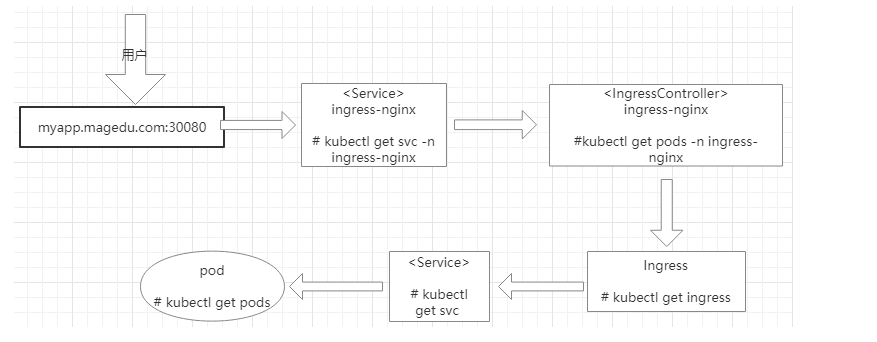 用户
myapp.magedu.com:30080
<Service>
ingress-nginx
# kubectl get svc -n
ingress-nginx
<IngressController>
ingress-nginx
#kubectl get pods -n ingress-
nginx
Ingress
# kubectl get ingress
<Service>
# kubectl
get svc
pod
# kubectl get pods